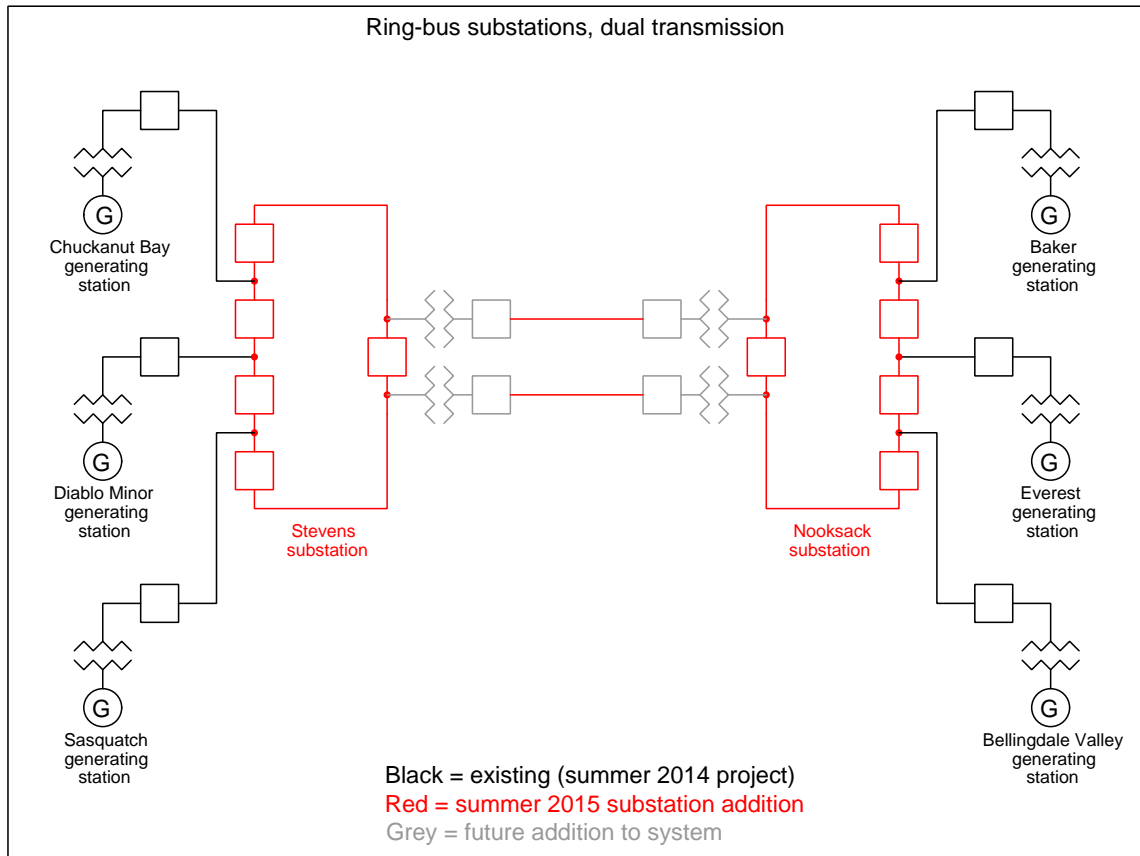 Ring-bus substations, dual transmission
G
Chuckanut Bay
generating
station
G
Baker
generating
station
G
Diablo Minor
generating
station
G
Everest
generating
station
Stevens
substation
Nooksack
substation
G
Sasquatch
generating
station
G
Bellingdale Valley
generating
station
Black = existing (summer 2014 project)
Red = summer 2015 substation addition
Grey = future addition to system